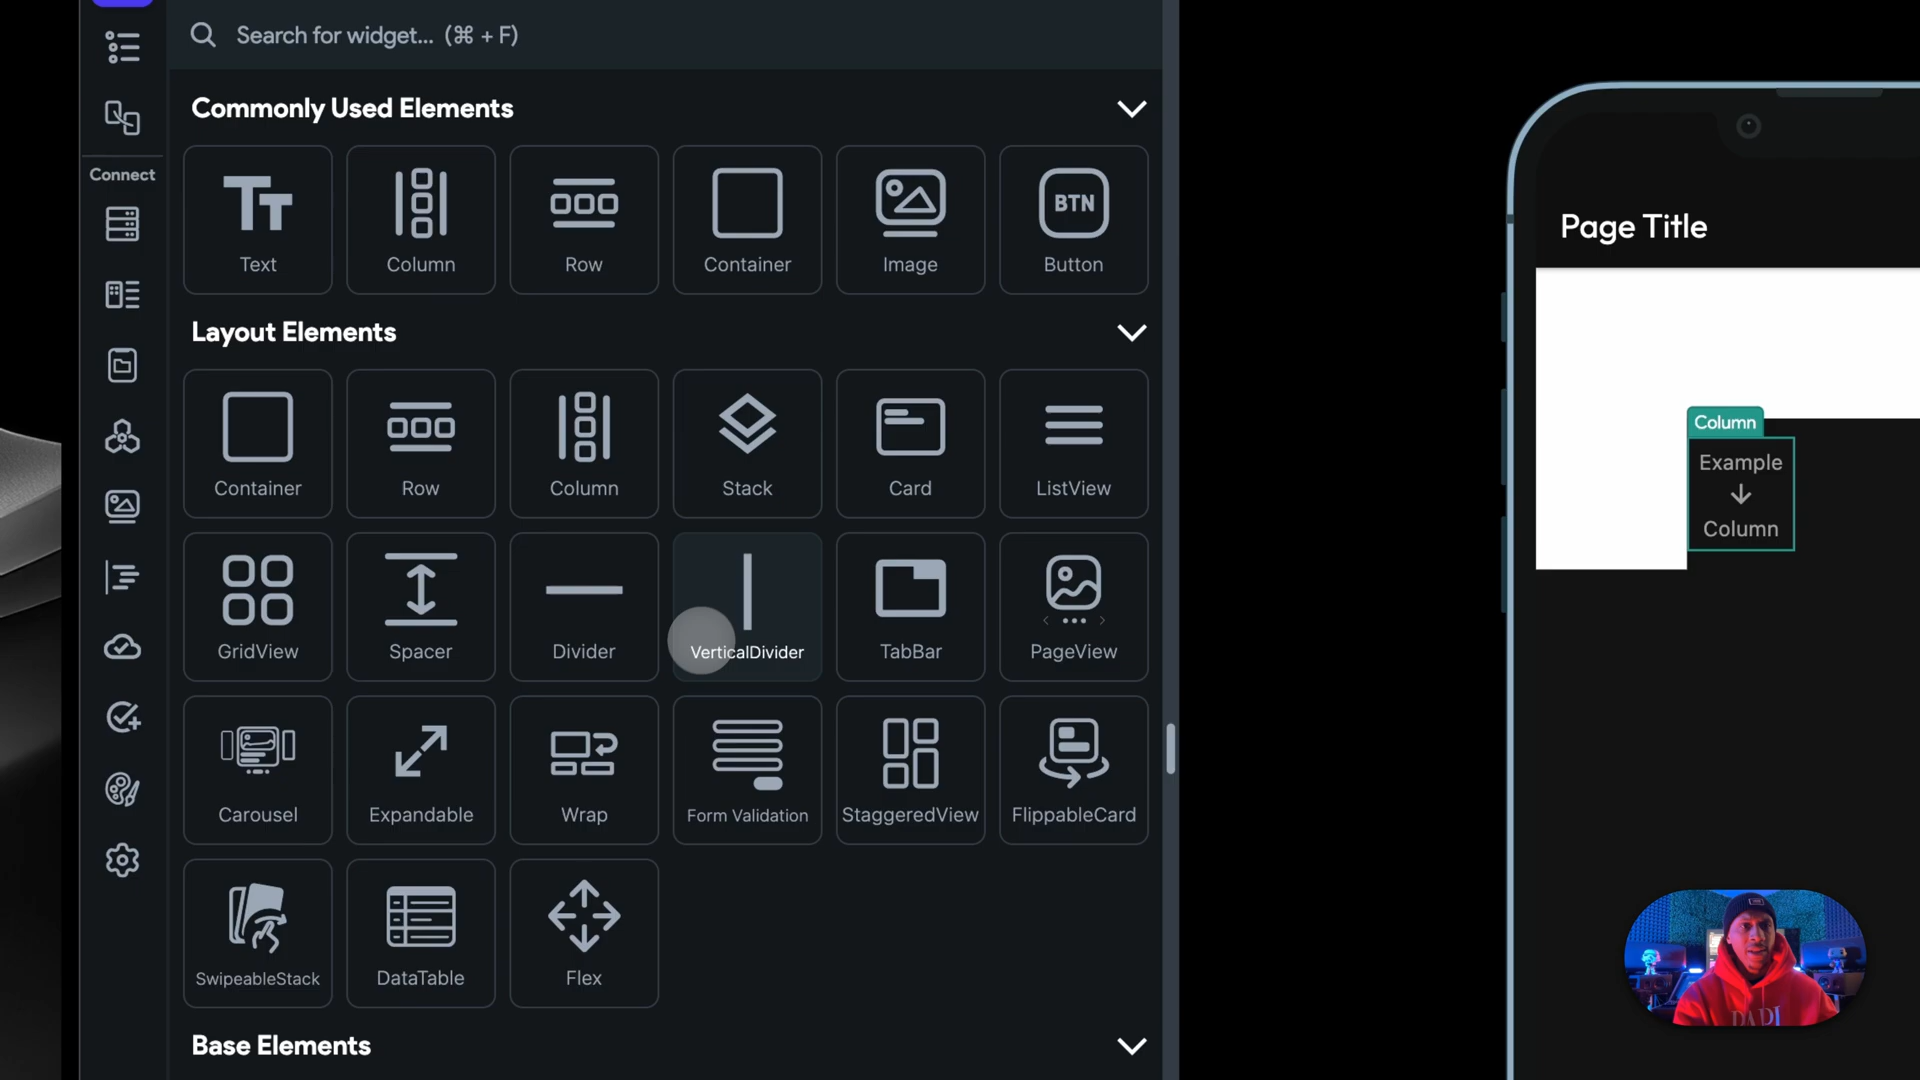 Search for widget... (⌘ + F)
Commonly Used Elements
Connect
Text
Column
Row
Container
Image
BTN
Button
Page Title
Layout Elements
Container
Row
Column
Stack
Card
ListView
Column
Example
Column
GridView
Spacer
Divider
VerticalDivider
TabBar
PageView
Carousel
Expandable
Wrap
Form Validation
StaggeredView
FlippableCard
SwipeableStack
DataTable
Flex
Base Elements